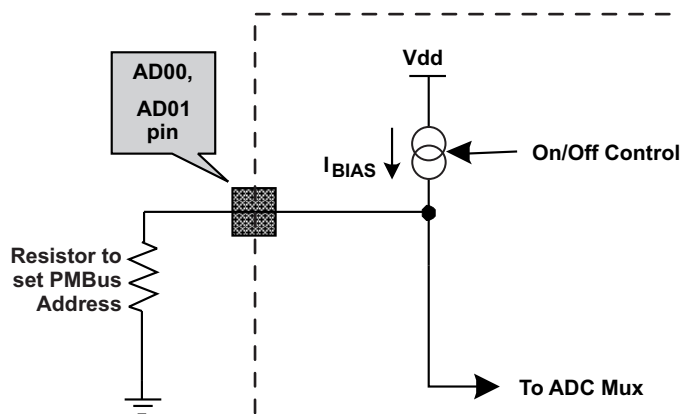 AD00,
AD01
pin
Vdd
I BIAS
On/Off Control
Resistor to
set PMBus
Address
To ADC Mux